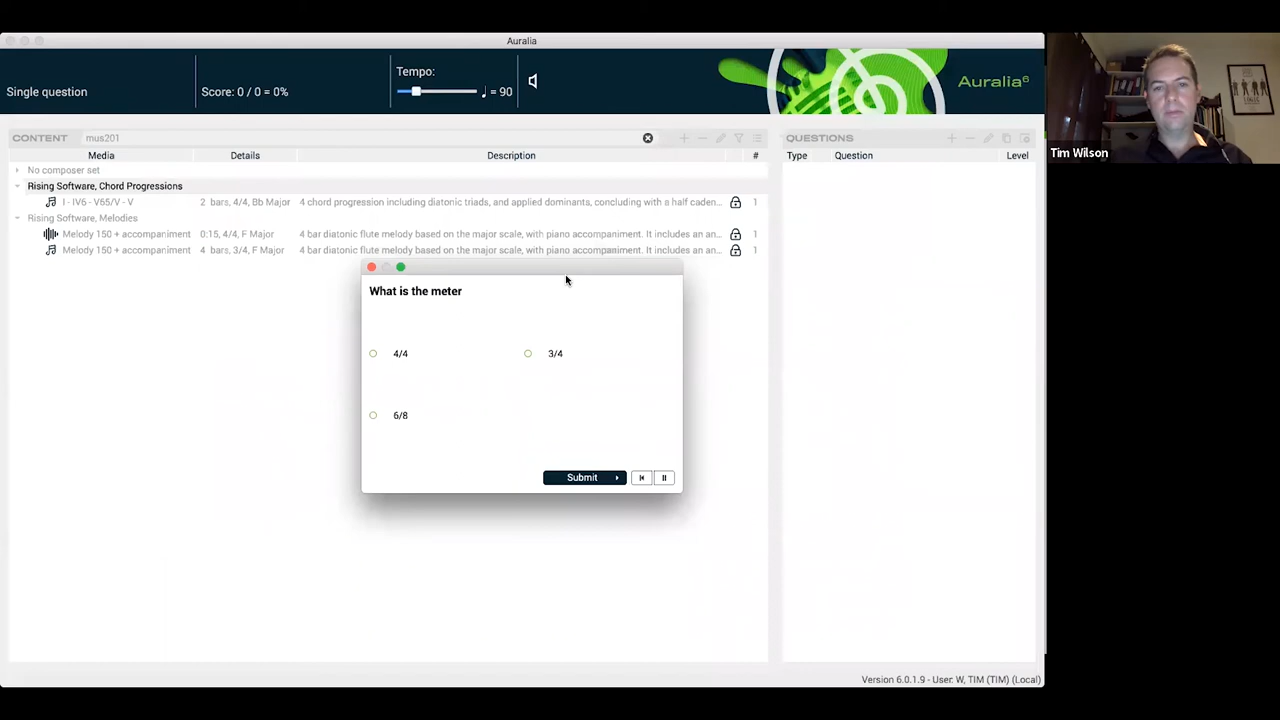 Auralia
Single question
Score: 0 / 0 = 0%
Tempo:
♩ = 90
Auralia⁶
CONTENT mus201
QUESTIONS
Media Details Description #
Type Question Level
No composer set
Rising Software, Chord Progressions
I - IV6 - V65/V - V 2 bars, 4/4, Bb Major 4 chord progression including diatonic triads, and applied dominants, concluding with a half caden... 1
Rising Software, Melodies
Melody 150 + accompaniment 0:15, 4/4, F Major 4 bar diatonic flute melody based on the major scale, with piano accompaniment. It includes an an... 1
Melody 150 + accompaniment 4 bars, 3/4, F Major 4 bar diatonic flute melody based on the major scale, with piano accompaniment. It includes an an... 1
What is the meter
4/4 3/4
6/8
Submit
Version 6.0.1.9 - User: W, TIM (TIM) (Local)
Tim Wilson